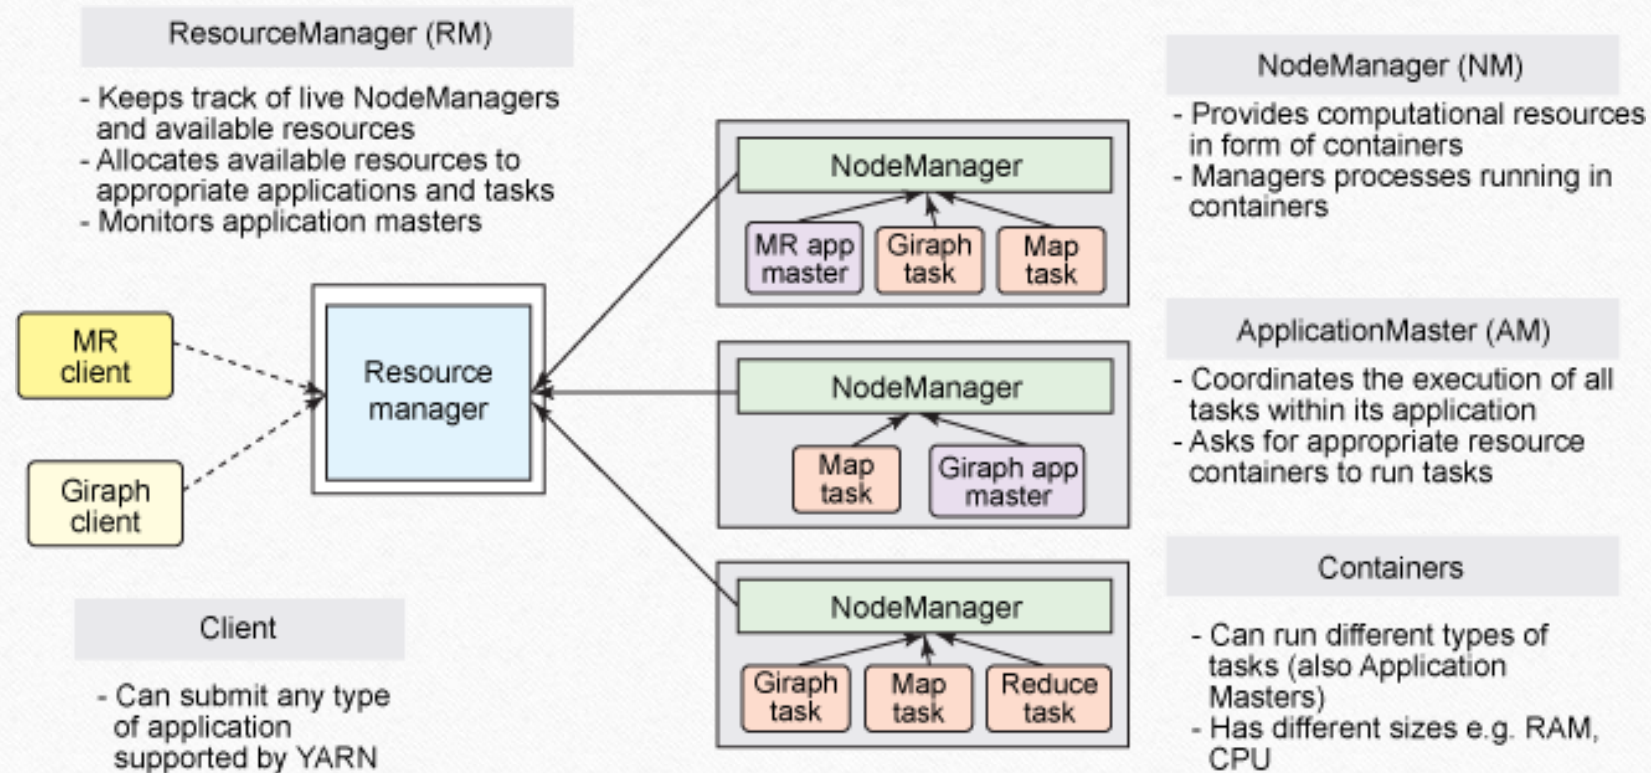 ResourceManager (RM)
- Keeps track of live NodeManagers
and available resources
- Allocates available resources to
appropriate applications and tasks
- Monitors application masters
MR
client
Giraph
client
Resource
manager
Client
- Can submit any type
of application
supported by YARN
NodeManager
MR app
master
Giraph
task
Map
task
NodeManager
Map
task
Giraph app
master
NodeManager
Giraph
task
Map
task
Reduce
task
NodeManager (NM)
- Provides computational resources
in form of containers
- Managers processes running in
containers
ApplicationMaster (AM)
- Coordinates the execution of all
tasks within its application
- Asks for appropriate resource
containers to run tasks
Containers
- Can run different types of
tasks (also Application
Masters)
- Has different sizes e.g. RAM,
CPU